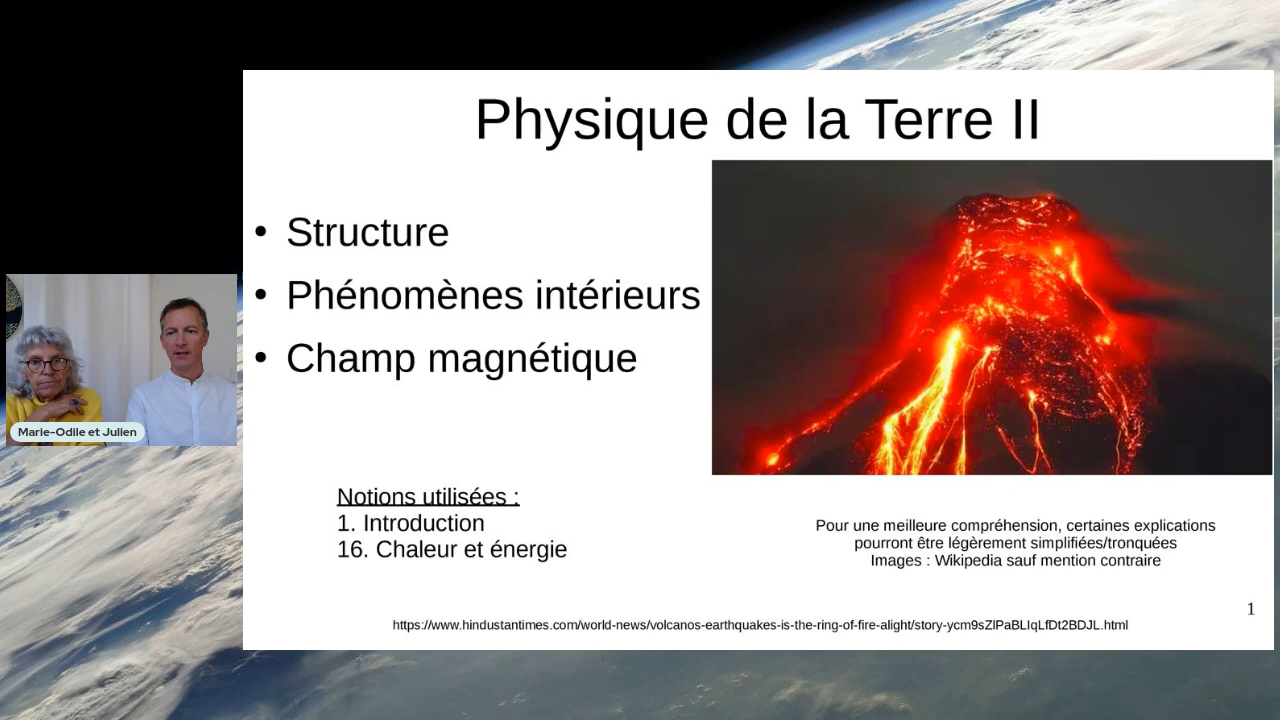 Physique de la Terre II
• Structure
• Phénomènes intérieurs
• Champ magnétique
Marie-Odile et Julien
Notions utilisées :
1. Introduction
16. Chaleur et énergie
Pour une meilleure compréhension, certaines explications
pourront être légèrement simplifiées/tronquées
Images : Wikipedia sauf mention contraire
1
https://www.hindustantimes.com/world-news/volcanos-earthquakes-is-the-ring-of-fire-alight/story-ycm9sZlPaBLIqLfDt2BDJL.html